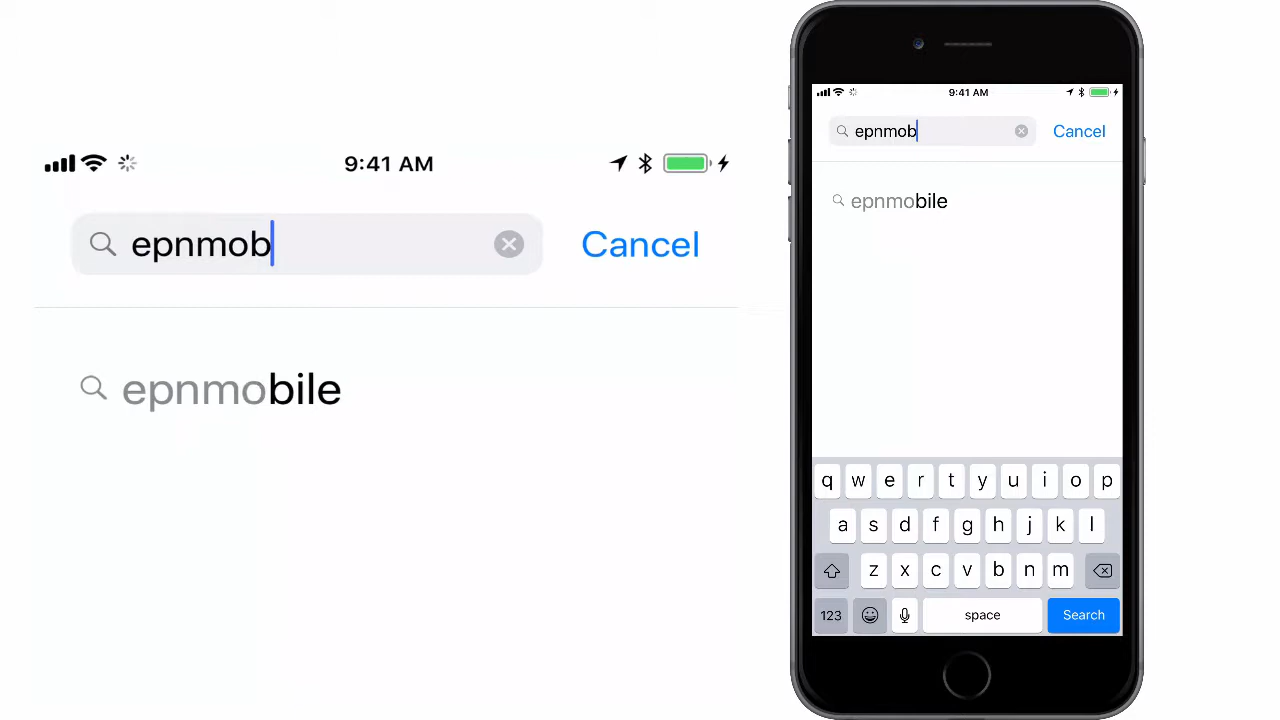 9:41 AM
epnmob
Cancel
epnmobile
9:41 AM
epnmob
Cancel
epnmobile
q w e r t y u i o p
a s d f g h j k l
z x c v b n m
123 space Search